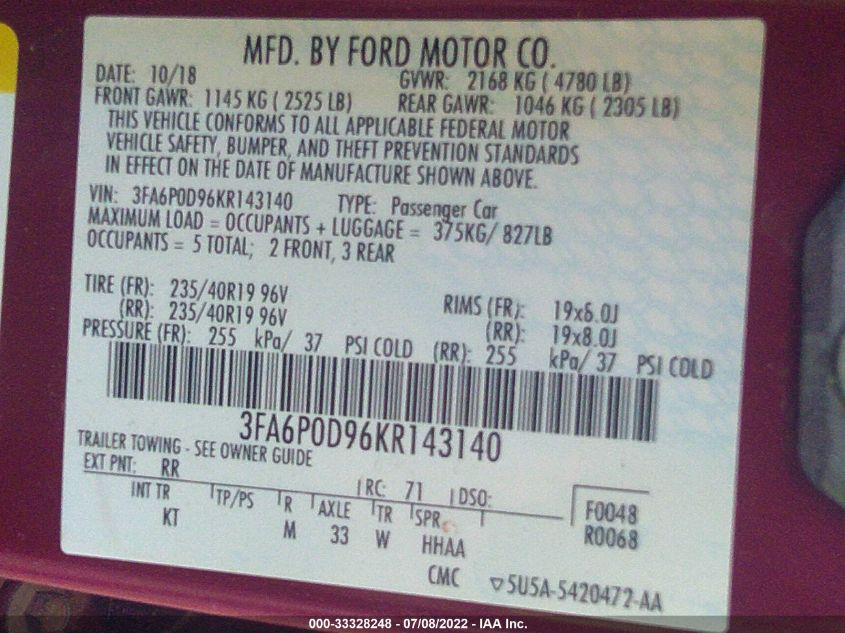 MFD. BY FORD MOTOR CO.
DATE: 10/18 GVWR: 2168 KG ( 4780 LB)
FRONT GAWR: 1145 KG ( 2525 LB) REAR GAWR: 1046 KG ( 2305 LB)
THIS VEHICLE CONFORMS TO ALL APPLICABLE FEDERAL MOTOR
VEHICLE SAFETY, BUMPER, AND THEFT PREVENTION STANDARDS
IN EFFECT ON THE DATE OF MANUFACTURE SHOWN ABOVE.
VIN: 3FA6P0D96KR143140 TYPE: Passenger Car
MAXIMUM LOAD = OCCUPANTS + LUGGAGE = 375KG/ 827LB
OCCUPANTS = 5 TOTAL; 2 FRONT, 3 REAR
TIRE (FR): 235/40R19 96V RIMS (FR): 19x8.0J
(RR): 235/40R19 96V (RR): 19x8.0J
PRESSURE (FR): 255 kPa/ 37 PSI COLD (RR): 255 kPa/ 37 PSI COLD
3FA6P0D96KR143140
TRAILER TOWING - SEE OWNER GUIDE
EXT PNT: RR RC: 71 DSO:
INT TR TP/PS R AXLE TR SPR F0048
KT M 33 W HHAA R0068
CMC ▽5U5A-5420472-AA
000-33328248 - 07/08/2022 - IAA Inc.